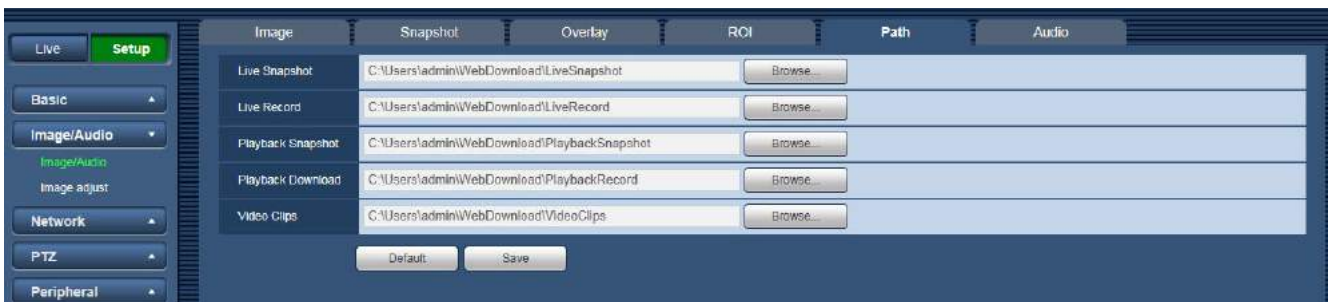 Live Setup
Basic
Image/Audio
Image/Audio
Image adjust
Network
PTZ
Peripheral
Image Snapshot Overlay ROI Path Audio
Live Snapshot C:\Users\admin\WebDownload\LiveSnapshot Browse...
Live Record C:\Users\admin\WebDownload\LiveRecord Browse...
Playback Snapshot C:\Users\admin\WebDownload\PlaybackSnapshot Browse...
Playback Download C:\Users\admin\WebDownload\PlaybackRecord Browse...
Video Clips C:\Users\admin\WebDownload\VideoClips Browse...
Default Save